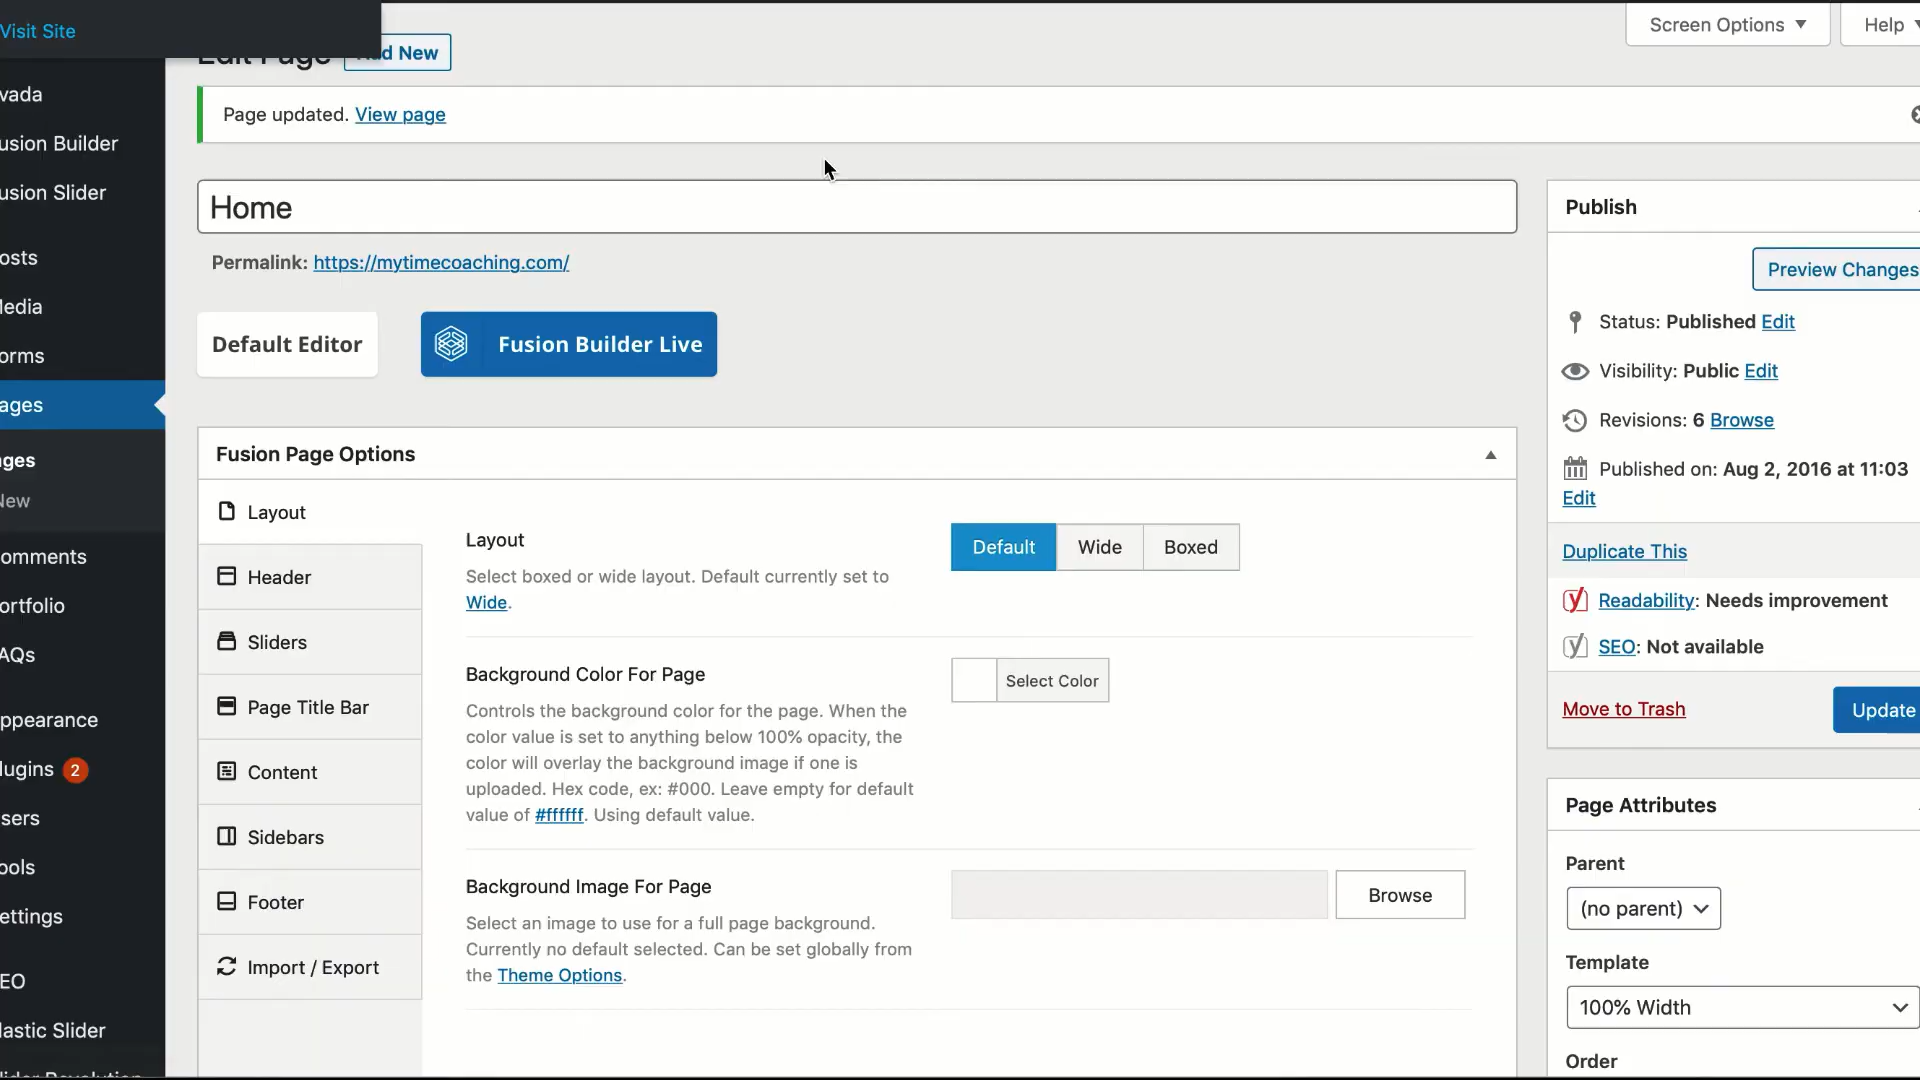 Visit Site
Edit Page
Add New
Screen Options
Help
Page updated. View page
vada
usion Builder
usion Slider
osts
ledia
orms
ages
ges
New
omments
ortfolio
AQs
ppearance
lugins 2
sers
ools
ettings
EO
lastic Slider
lider Revolution
Home
Permalink: https://mytimecoaching.com/
Default Editor
Fusion Builder Live
Fusion Page Options
Layout
Header
Sliders
Page Title Bar
Content
Sidebars
Footer
Import / Export
Layout
Select boxed or wide layout. Default currently set to
Wide.
Default
Wide
Boxed
Background Color For Page
Controls the background color for the page. When the
color value is set to anything below 100% opacity, the
color will overlay the background image if one is
uploaded. Hex code, ex: #000. Leave empty for default
value of #ffffff. Using default value.
Select Color
Background Image For Page
Select an image to use for a full page background.
Currently no default selected. Can be set globally from
the Theme Options.
Browse
Publish
Preview Changes
Status: Published Edit
Visibility: Public Edit
Revisions: 6 Browse
Published on: Aug 2, 2016 at 11:03
Edit
Duplicate This
Readability: Needs improvement
SEO: Not available
Move to Trash
Update
Page Attributes
Parent
(no parent)
Template
100% Width
Order